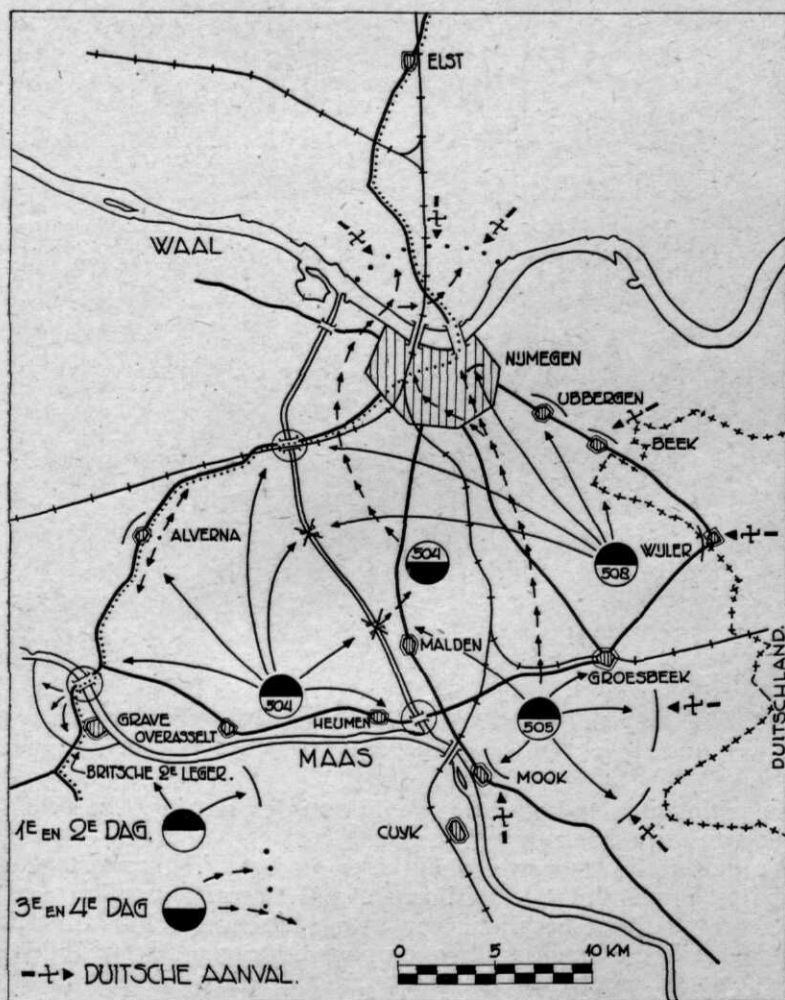 ELST
WAAL
NIJMEGEN
UBBERGEN
BEEK
ALVERNA
504
508
WIJLER
MALDEN
GROESBEEK
DUITSCHLAND.
504
505
GRAVE
OVERASSELT
HEUMEN
MAAS
BRITSCHE 2E LEGER.
MOOK
CUYK
1E EN 2E DAG.
3E EN 4E DAG
DUITSCHE AANVAL.
0 5 10 KM